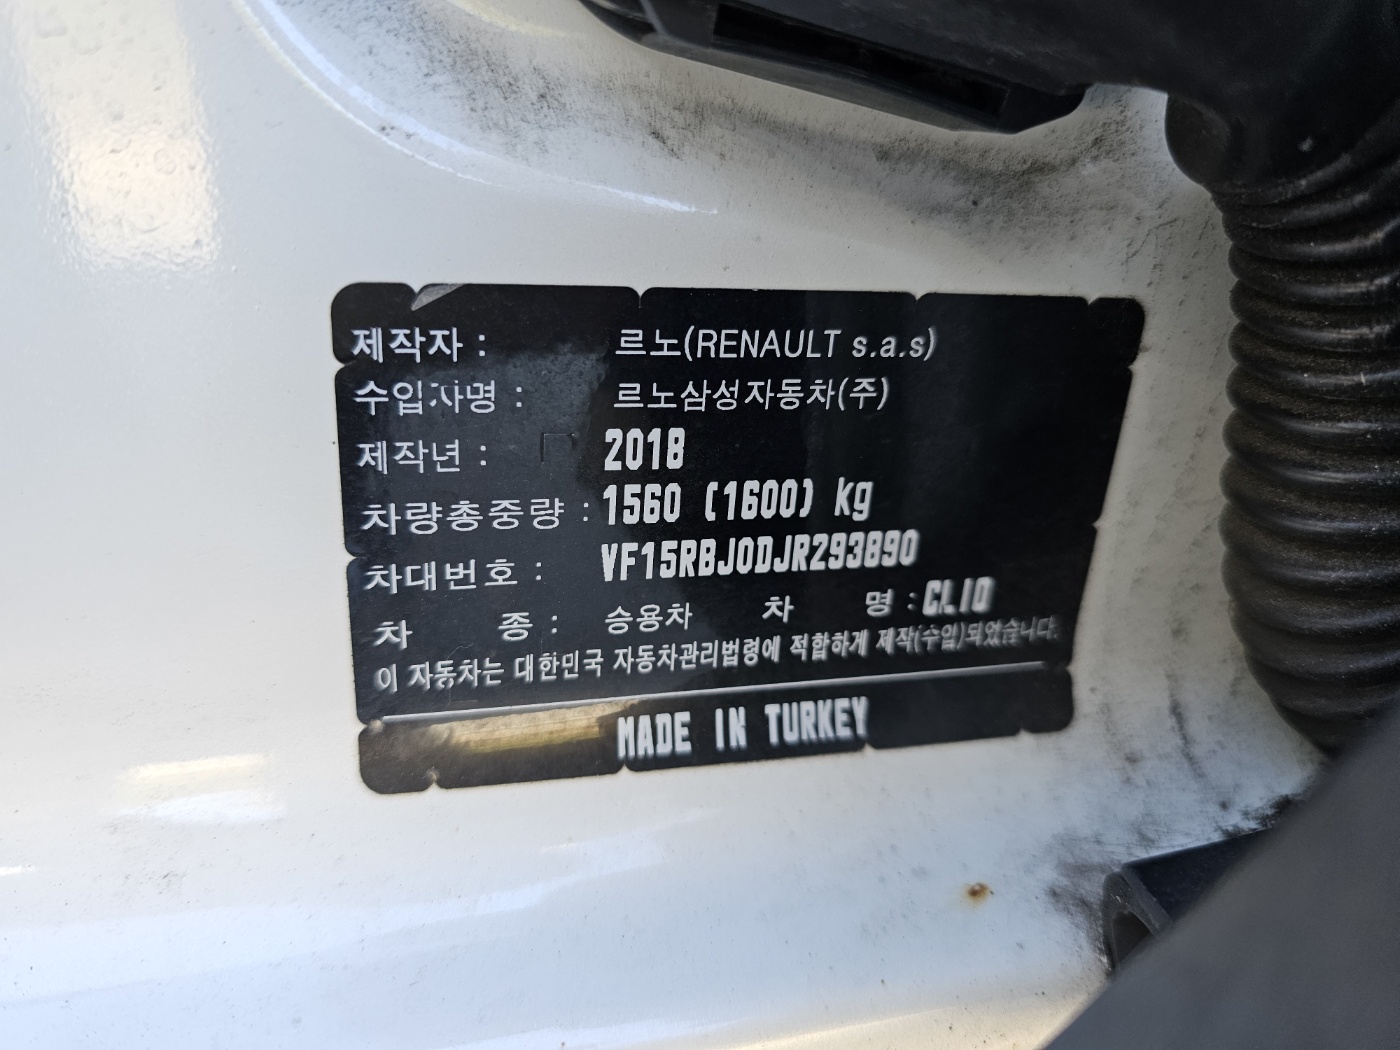 제작자 : 르노(RENAULT s.a.s)
수입자명 : 르노삼성자동차(주)
제작년 : 2018
차량총중량 : 1560 (1600) kg
차대번호 : VF15RBJ0DJR293890
차 종 : 승용차 차 명 : CLIO
이 자동차는 대한민국 자동차관리법령에 적합하게 제작(수입)되었습니다.
MADE IN TURKEY